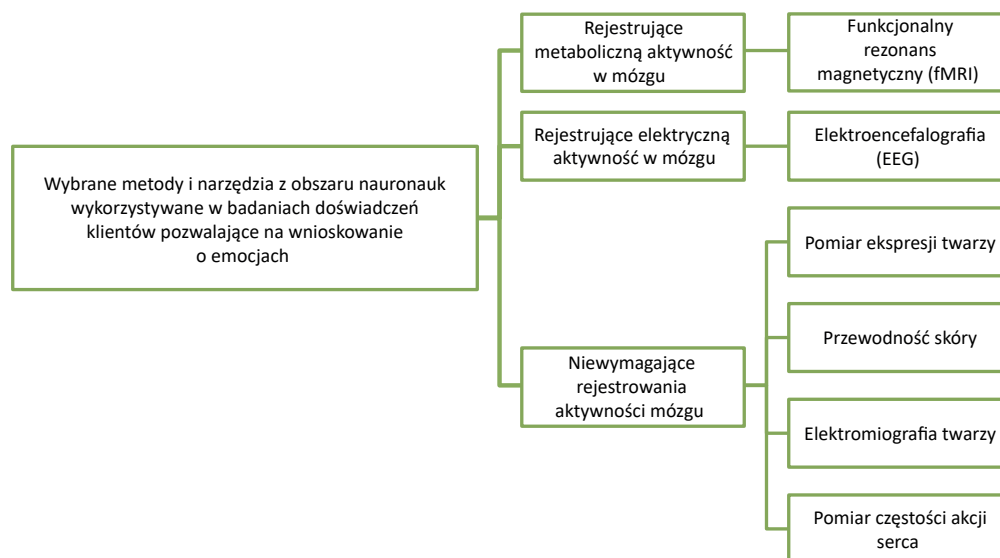 Wybrane metody i narzędzia z obszaru nauronauk
wykorzystywane w badaniach doświadczeń
klientów pozwalające na wnioskowanie
o emocjach
Rejestrujące
metaboliczną aktywność
w mózgu
Funkcjonalny
rezonans
magnetyczny (fMRI)
Rejestrujące elektryczną
aktywność w mózgu
Elektroencefalografia
(EEG)
Niewymagające
rejestrowania
aktywności mózgu
Pomiar ekspresji twarzy
Przewodność skóry
Elektromiografia twarzy
Pomiar częstości akcji
serca